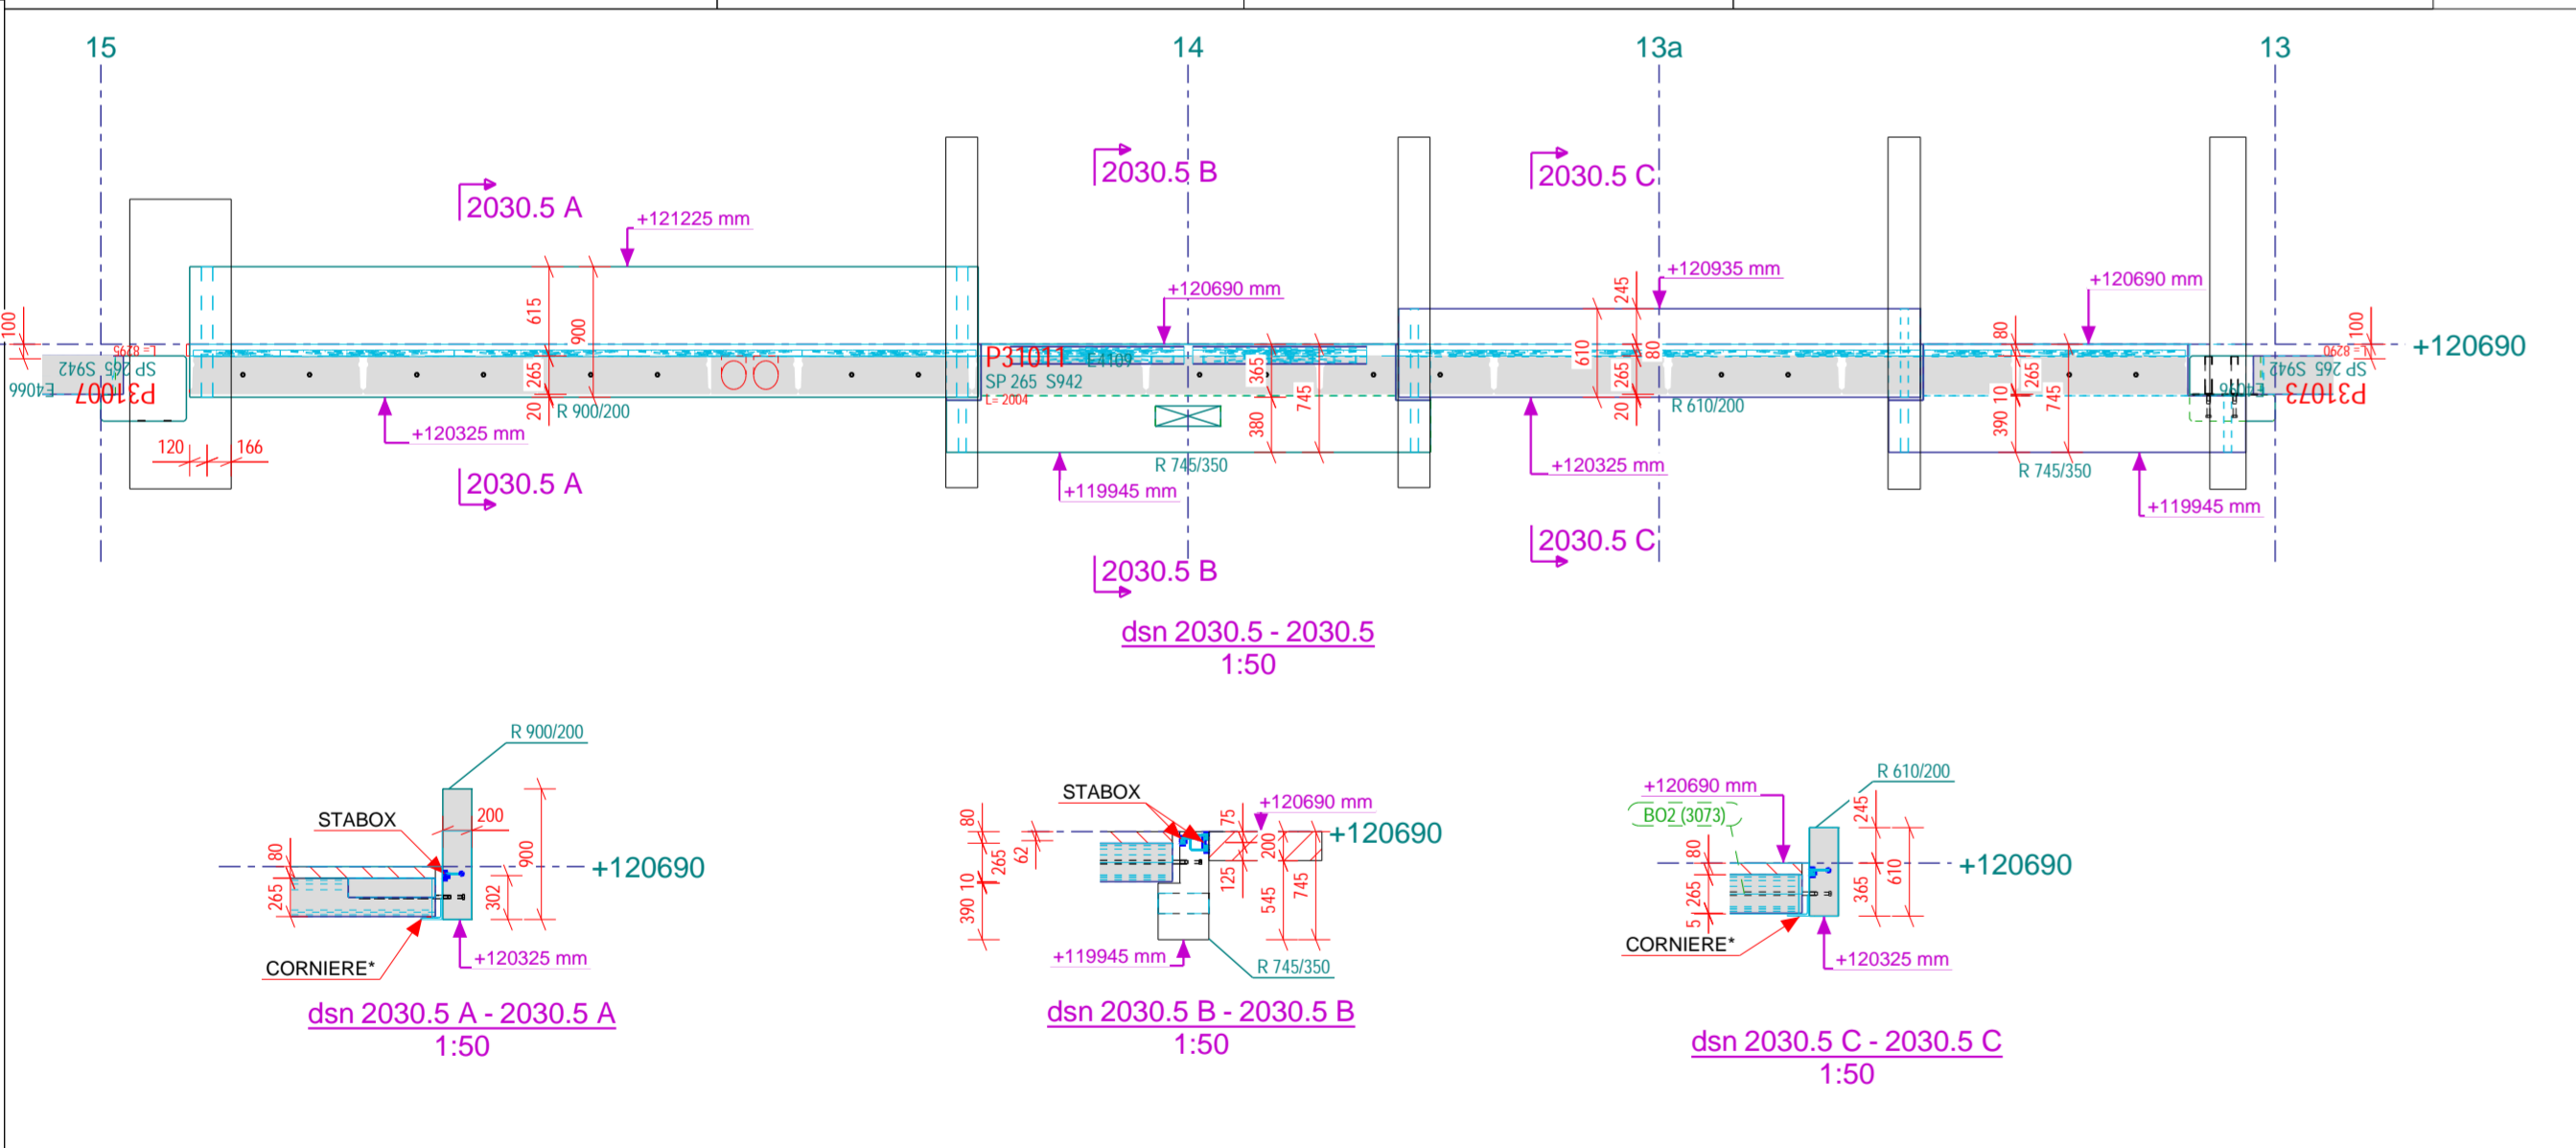 15
14
13a
13
2030.5 A
2030.5 B
2030.5 C
+121225 mm
+120690 mm
+120935 mm
+120690 mm
100
615
900
265
20
R 900/200
+120325 mm
120
166
L= 8295
SP 265 S942
E4066
P31007
P31011
E4109
SP 265 S942
L= 2004
365
380
745
R 745/350
+119945 mm
245
610
80
265
20
R 610/200
+120325 mm
80
265
10
390
745
R 745/350
+119945 mm
100
+120690
L= 8290
SP 265 S942
E4096
P31073
2030.5 A
2030.5 B
2030.5 C
dsn 2030.5 - 2030.5
1:50
R 900/200
STABOX
200
900
80
265
302
+120690
CORNIERE*
+120325 mm
dsn 2030.5 A - 2030.5 A
1:50
STABOX
+120690 mm
+120690
80
62
265
10
390
75
200
125
545
745
+119945 mm
R 745/350
dsn 2030.5 B - 2030.5 B
1:50
R 610/200
+120690 mm
BO2 (3073)
245
80
265
5
365
610
+120690
CORNIERE*
+120325 mm
dsn 2030.5 C - 2030.5 C
1:50